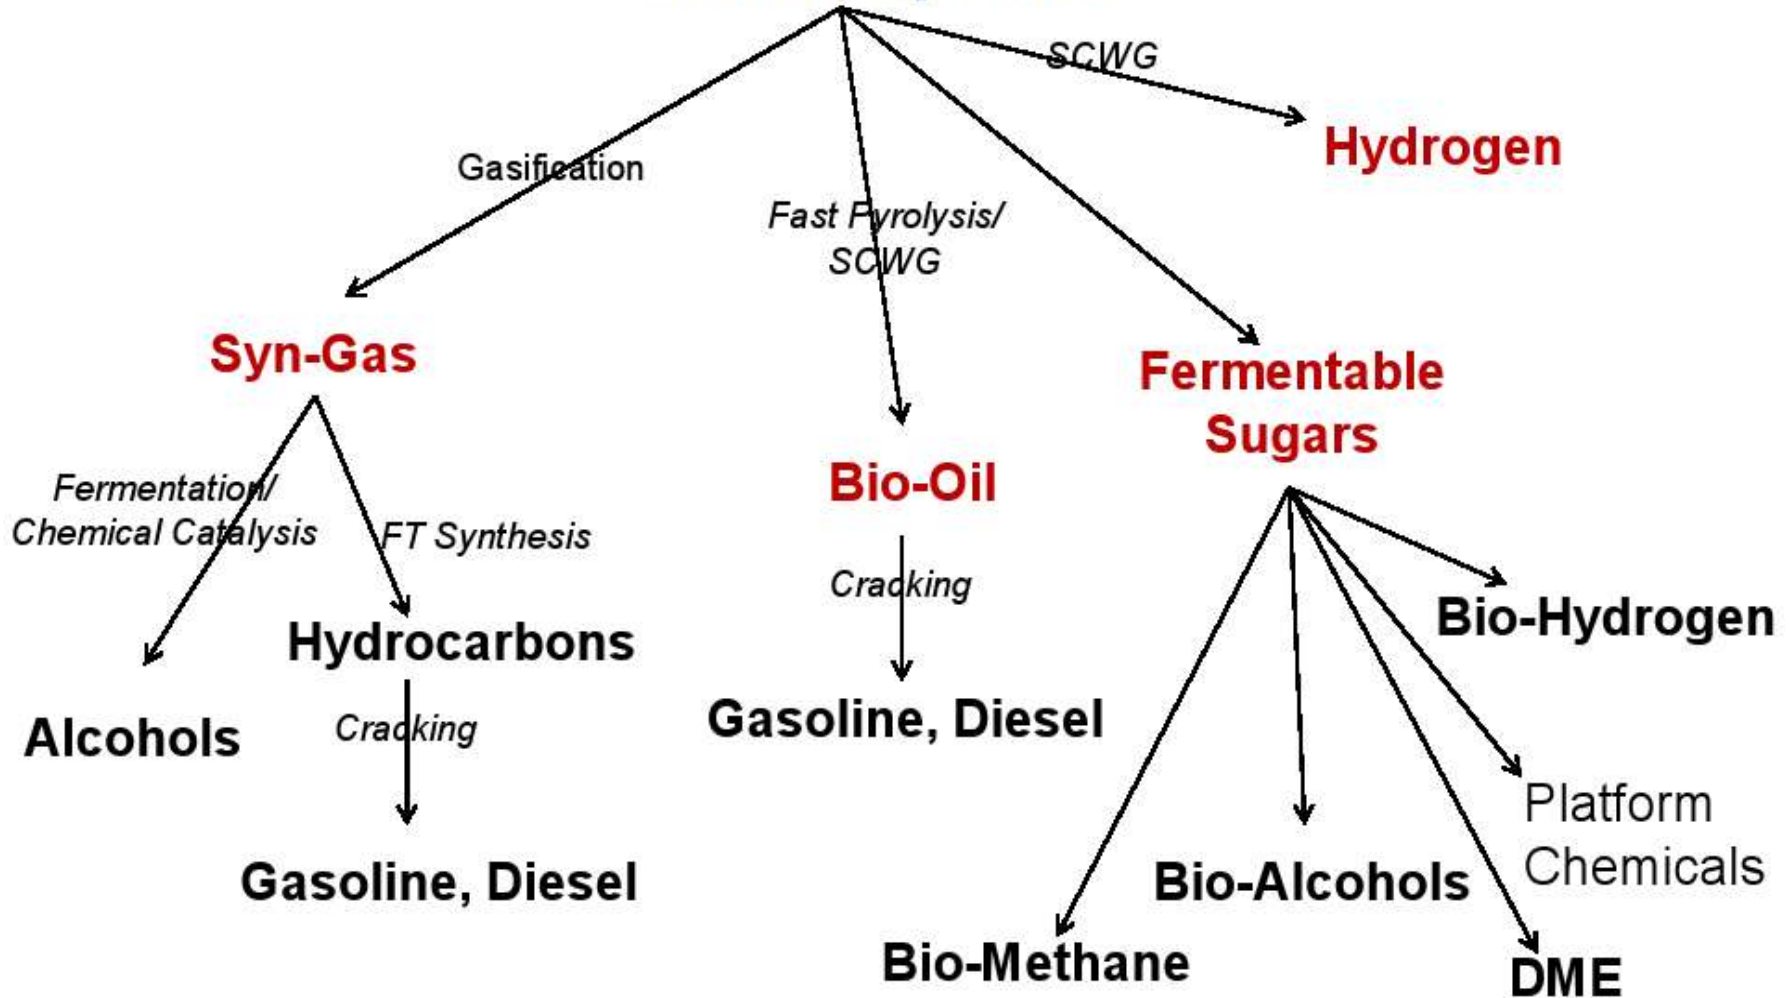 SCWG
Hydrogen
Gasification
Fast Pyrolysis/
SCWG
Syn-Gas
Fermentable
Sugars
Bio-Oil
Fermentation/
Chemical Catalysis
FT Synthesis
Cracking
Hydrocarbons
Bio-Hydrogen
Alcohols
Cracking
Gasoline, Diesel
Platform
Chemicals
Gasoline, Diesel
Bio-Alcohols
Bio-Methane
DME